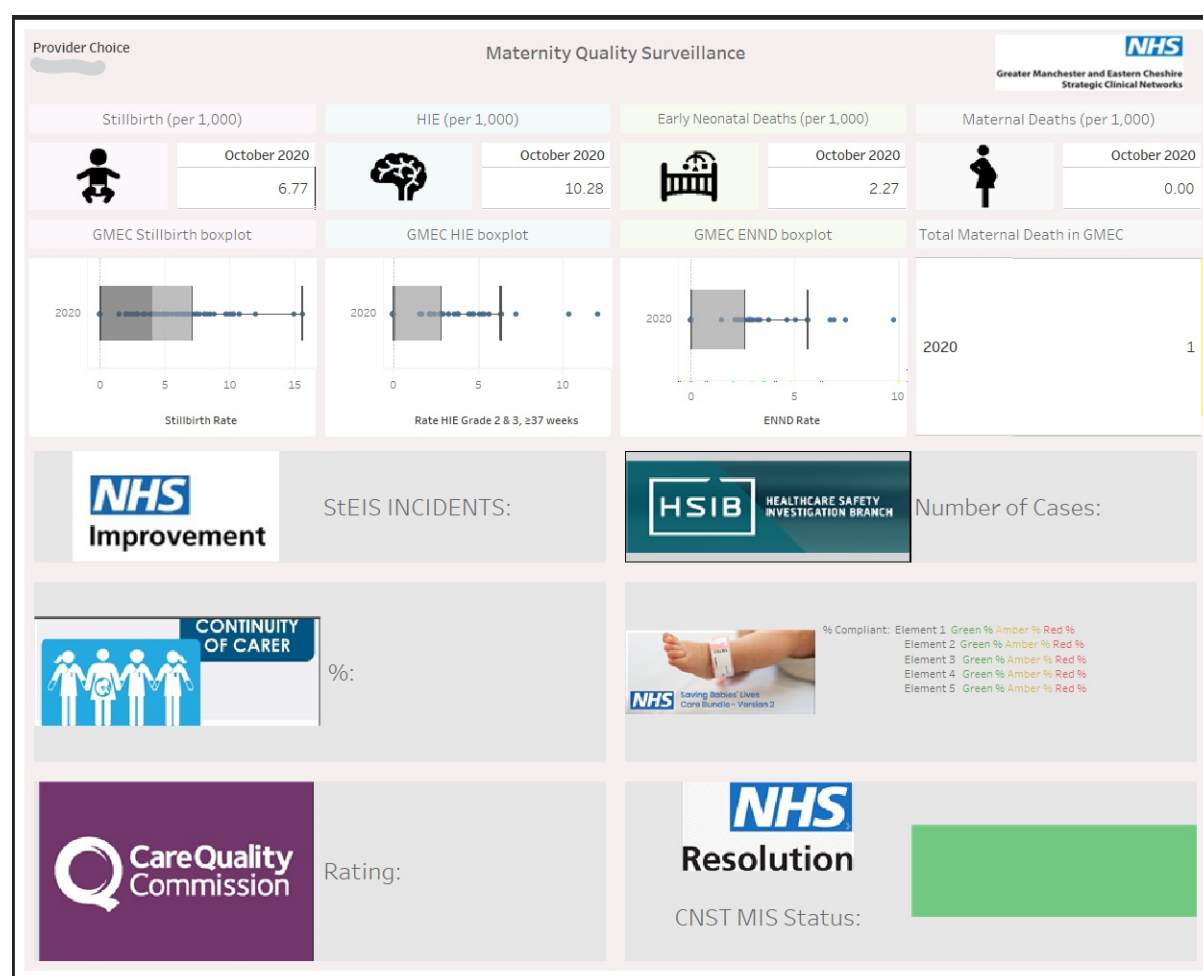 Provider Choice
Maternity Quality Surveillance
NHS
Greater Manchester and Eastern Cheshire
Strategic Clinical Networks
Stillbirth (per 1,000)
HIE (per 1,000)
Early Neonatal Deaths (per 1,000)
Maternal Deaths (per 1,000)
October 2020
6.77
October 2020
10.28
October 2020
2.27
October 2020
0.00
GMEC Stillbirth boxplot
GMEC HIE boxplot
GMEC ENND boxplot
Total Maternal Death in GMEC
2020
0 5 10 15
Stillbirth Rate
2020
0 5 10
Rate HIE Grade 2 & 3, ≥37 weeks
2020
0 5 10
ENND Rate
2020 1
NHS
Improvement
StEIS INCIDENTS:
HSIB
HEALTHCARE SAFETY
INVESTIGATION BRANCH
Number of Cases:
CONTINUITY
OF CARER
%:
NHS
Saving Babies' Lives
Care Bundle - Version 2
% Compliant: Element 1 Green % Amber % Red %
Element 2 Green % Amber % Red %
Element 3 Green % Amber % Red %
Element 4 Green % Amber % Red %
Element 5 Green % Amber % Red %
CareQuality
Commission
Rating:
NHS
Resolution
CNST MIS Status: